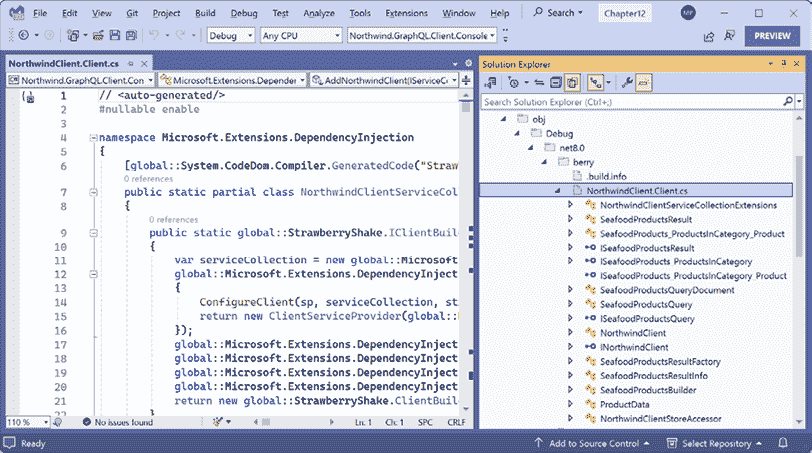 File Edit View Git Project Build Debug Test Analyze Tools Extensions Window Help Search Chapter12 MP
Debug Any CPU Northwind.GraphQL.Client.Console PREVIEW
NorthwindClient.Client.cs
Northwind.GraphQL.Client.Con Microsoft.Extensions.Depender AddNorthwindClient(IServiceCo
1 // <auto-generated/>
2 #nullable enable
3
4 namespace Microsoft.Extensions.DependencyInjection
5 {
6 [global::System.CodeDom.Compiler.GeneratedCode("Straw
0 references
7 public static partial class NorthwindClientServiceCol
8 {
0 references
9 public static global::StrawberryShake.IClientBuil
10 {
11 var serviceCollection = new global::Microsoft
12 global::Microsoft.Extensions.DependencyInject
13 {
14 ConfigureClient(sp, serviceCollection, st
15 return new ClientServiceProvider(global::
16 });
17 global::Microsoft.Extensions.DependencyInject
18 global::Microsoft.Extensions.DependencyInject
19 global::Microsoft.Extensions.DependencyInject
20 global::Microsoft.Extensions.DependencyInject
21 return new global::StrawberryShake.ClientBuil
22 }
110 % No issues found Ln: 1 Ch: 1 SPC CRLF
Solution Explorer
Search Solution Explorer (Ctrl+;)
obj
Debug
net8.0
berry
.build.info
NorthwindClient.Client.cs
NorthwindClientServiceCollectionExtensions
SeafoodProductsResult
SeafoodProducts_ProductsInCategory_Product
ISeafoodProductsResult
ISeafoodProducts_ProductsInCategory
ISeafoodProducts_ProductsInCategory_Product
SeafoodProductsQueryDocument
SeafoodProductsQuery
ISeafoodProductsQuery
NorthwindClient
INorthwindClient
SeafoodProductsResultFactory
SeafoodProductsResultInfo
SeafoodProductsBuilder
ProductData
NorthwindClientStoreAccessor
Ready Add to Source Control Select Repository